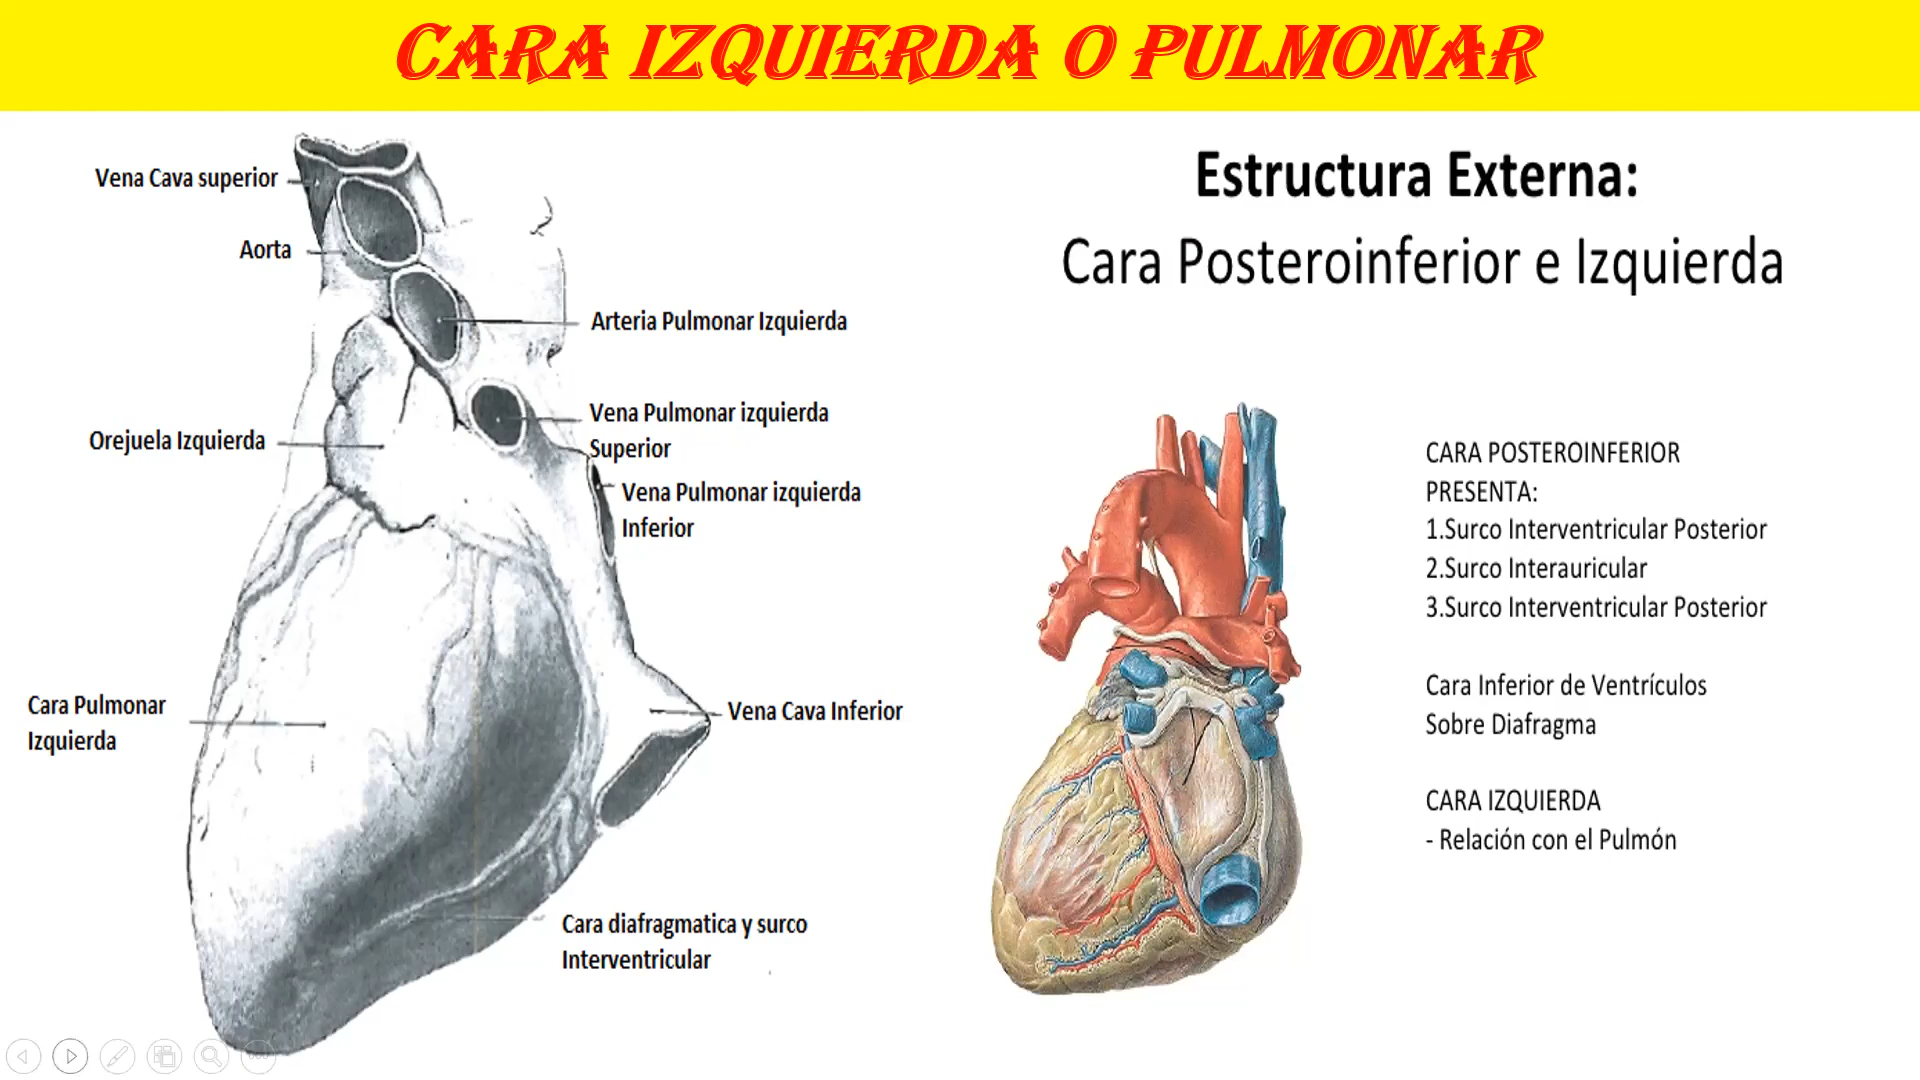 CARA IZQUIERDA O PULMONAR
Vena Cava superior
Aorta
Arteria Pulmonar Izquierda
Vena Pulmonar izquierda
Superior
Orejuela Izquierda
Vena Pulmonar izquierda
Inferior
Cara Pulmonar
Izquierda
Vena Cava Inferior
Cara diafragmatica y surco
Interventricular
Estructura Externa:
Cara Posteroinferior e Izquierda
CARA POSTEROINFERIOR
PRESENTA:
1.Surco Interventricular Posterior
2.Surco Interauricular
3.Surco Interventricular Posterior
Cara Inferior de Ventrículos
Sobre Diafragma
CARA IZQUIERDA
- Relación con el Pulmón